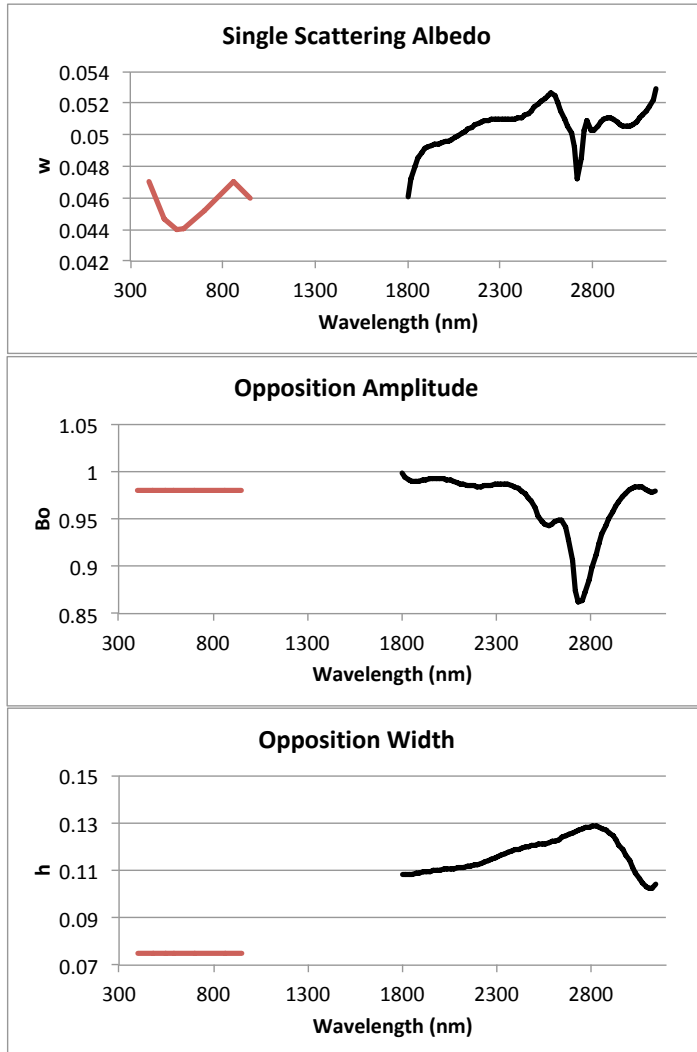 Single Scattering Albedo
0.054
0.052
0.05
0.048
0.046
0.044
0.042
w
300 800 1300 1800 2300 2800
Wavelength (nm)
Opposition Amplitude
1.05
1
0.95
0.9
0.85
Bo
300 800 1300 1800 2300 2800
Wavelength (nm)
Opposition Width
0.15
0.13
0.11
0.09
0.07
h
300 800 1300 1800 2300 2800
Wavelength (nm)